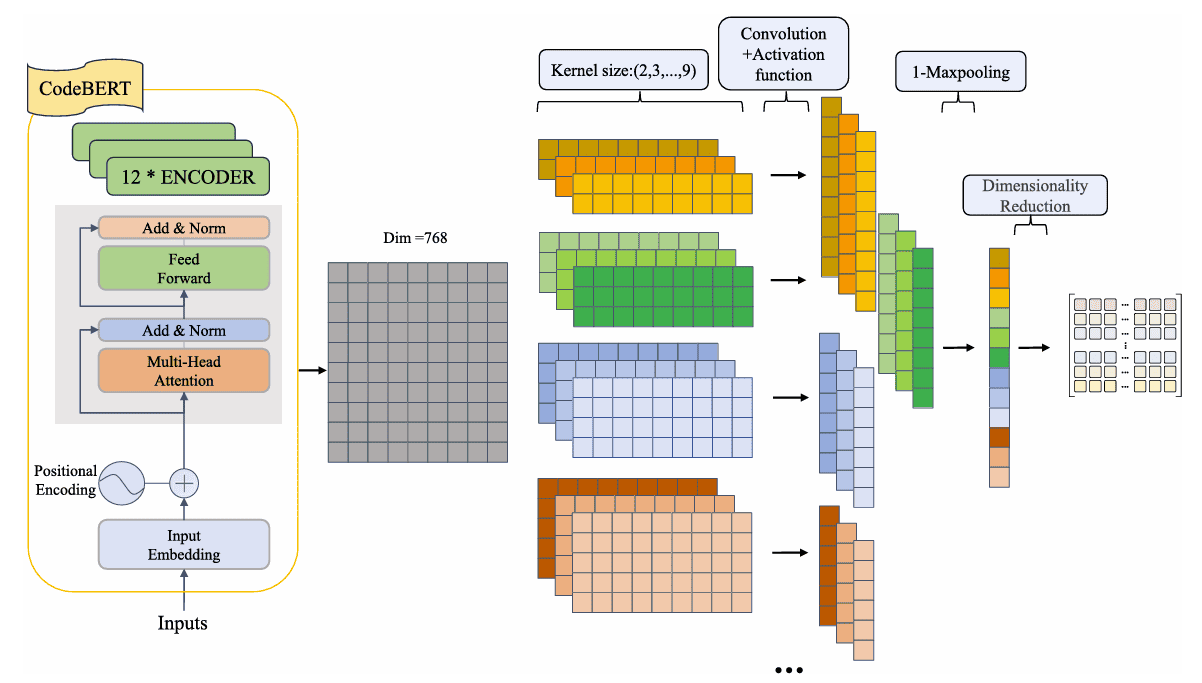 CodeBERT
12 * ENCODER
Add & Norm
Feed
Forward
Add & Norm
Multi-Head
Attention
Positional
Encoding
Input
Embedding
Inputs
Dim =768
Kernel size:(2,3,...,9)
Convolution
+Activation
function
1-Maxpooling
Dimensionality
Reduction